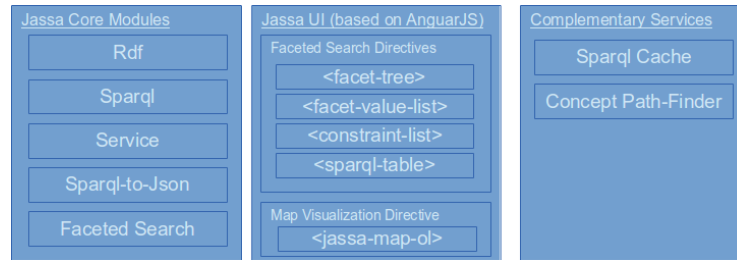 Jassa Core Modules
Rdf
Sparql
Service
Sparql-to-Json
Faceted Search
Jassa UI (based on AnguarJS)
Faceted Search Directives
<facet-tree>
<facet-value-list>
<constraint-list>
<sparql-table>
Map Visualization Directive
<jassa-map-ol>
Complementary Services
Sparql Cache
Concept Path-Finder